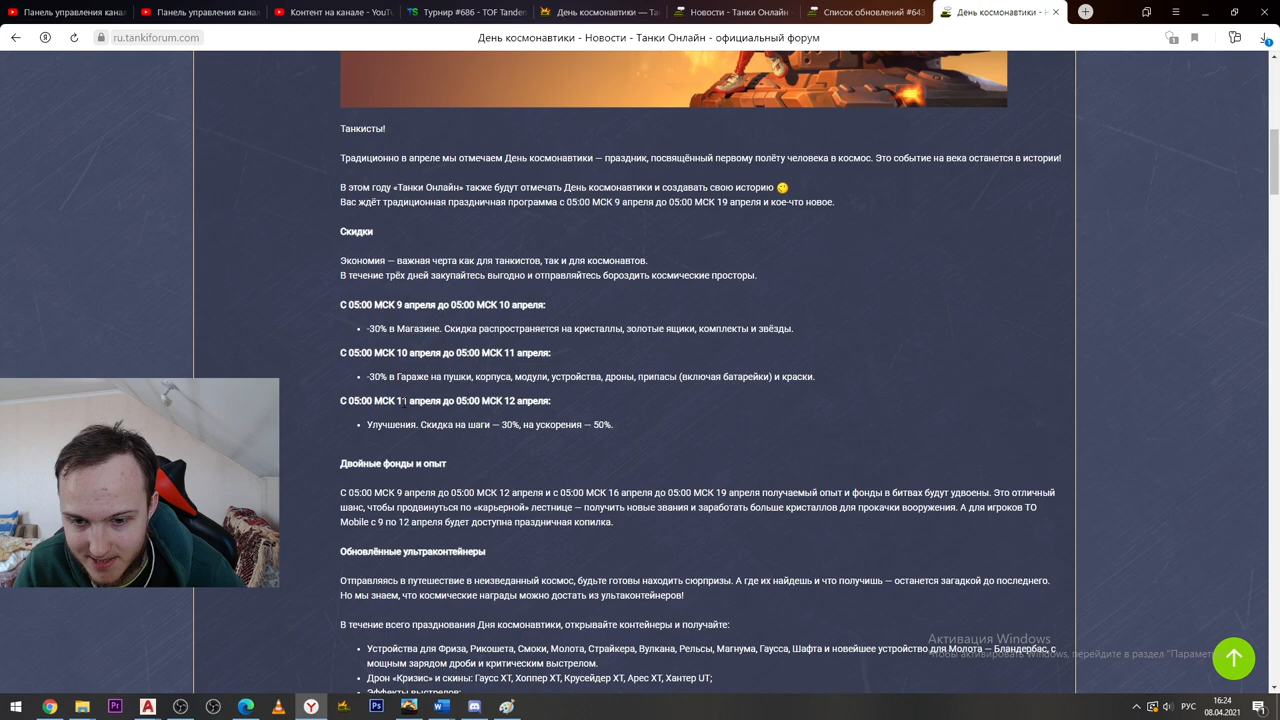 Панель управления канал
Панель управления канал
Контент на канале - YouTu
Турнир #686 - TOF Tanden
День космонавтики — Та
Новости - Танки Онлайн -
Список обновлений #643
День космонавтики - Н
ru.tankiforum.com
День космонавтики - Новости - Танки Онлайн - официальный форум
Танкисты!
Традиционно в апреле мы отмечаем День космонавтики — праздник, посвящённый первому полёту человека в космос. Это событие на века останется в истории!
В этом году «Танки Онлайн» также будут отмечать День космонавтики и создавать свою историю
Вас ждёт традиционная праздничная программа с 05:00 МСК 9 апреля до 05:00 МСК 19 апреля и кое-что новое.
Скидки
Экономия — важная черта как для танкистов, так и для космонавтов.
В течение трёх дней закупайтесь выгодно и отправляйтесь бороздить космические просторы.
С 05:00 МСК 9 апреля до 05:00 МСК 10 апреля:
• -30% в Магазине. Скидка распространяется на кристаллы, золотые ящики, комплекты и звёзды.
С 05:00 МСК 10 апреля до 05:00 МСК 11 апреля:
• -30% в Гараже на пушки, корпуса, модули, устройства, дроны, припасы (включая батарейки) и краски.
С 05:00 МСК 11 апреля до 05:00 МСК 12 апреля:
• Улучшения. Скидка на шаги — 30%, на ускорения — 50%.
Двойные фонды и опыт
С 05:00 МСК 9 апреля до 05:00 МСК 12 апреля и с 05:00 МСК 16 апреля до 05:00 МСК 19 апреля получаемый опыт и фонды в битвах будут удвоены. Это отличный
шанс, чтобы продвинуться по «карьерной» лестнице — получить новые звания и заработать больше кристаллов для прокачки вооружения. А для игроков ТО
Mobile с 9 по 12 апреля будет доступна праздничная копилка.
Обновлённые ультраконтейнеры
Отправляясь в путешествие в неизведанный космос, будьте готовы находить сюрпризы. А где их найдешь и что получишь — останется загадкой до последнего.
Но мы знаем, что космические награды можно достать из ультаконтейнеров!
В течение всего празднования Дня космонавтики, открывайте контейнеры и получайте:
• Устройства для Фриза, Рикошета, Смоки, Молота, Страйкера, Вулкана, Рельсы, Магнума, Гаусса, Шафта и новейшее устройство для Молота — Бландербас, с
мощным зарядом дроби и критическим выстрелом.
• Дрон «Кризис» и скины: Гаусс XT, Хоппер XT, Крусейдер XT, Арес XT, Хантер UT;
• Эффекты выстрелов:
Активация Windows
Чтобы активировать Windows, перейдите в раздел "Парамет
РУС
16:24
08.04.2021